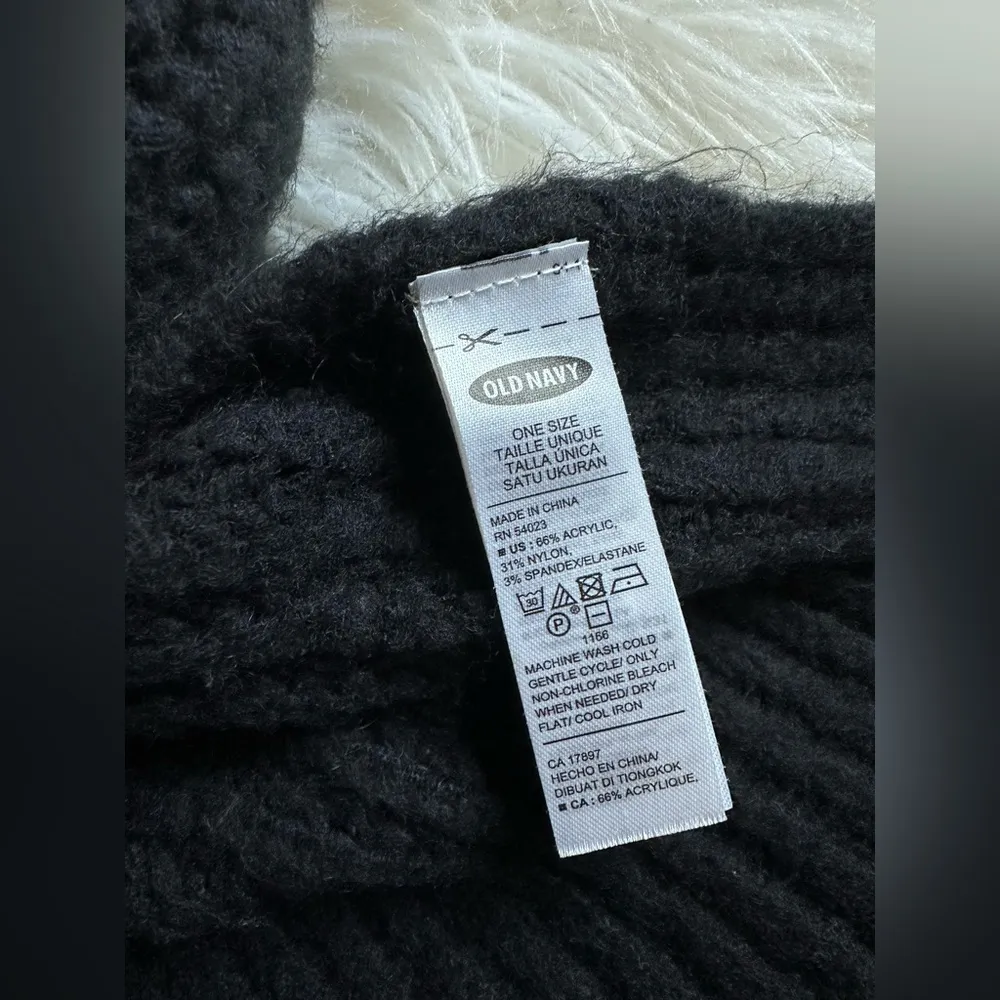 OLD NAVY
ONE SIZE
TAILLE UNIQUE
TALLA ÚNICA
SATU UKURAN
MADE IN CHINA
RN 54023
■ US : 66% ACRYLIC,
31% NYLON,
3% SPANDEX/ELASTANE
30
P ®
1166
MACHINE WASH COLD
GENTLE CYCLE/ ONLY
NON-CHLORINE BLEACH
WHEN NEEDED/ DRY
FLAT/ COOL IRON
CA 17897
HECHO EN CHINA/
DIBUAT DI TIONGKOK
■ CA : 66% ACRYLIQUE,